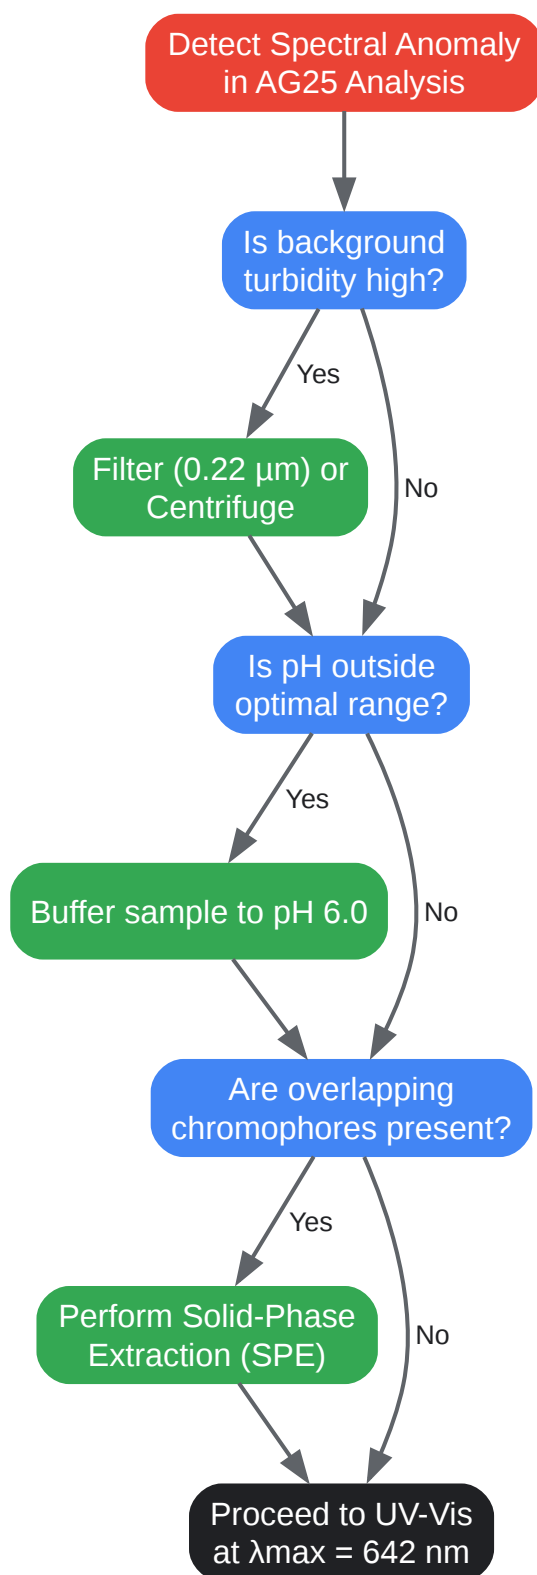 Detect Spectral Anomaly
in AG25 Analysis
Is background
turbidity high?
Yes
Filter (0.22 µm) or
Centrifuge
No
Is pH outside
optimal range?
Yes
Buffer sample to pH 6.0
No
Are overlapping
chromophores present?
Yes
Perform Solid-Phase
Extraction (SPE)
No
Proceed to UV-Vis
at λmax = 642 nm